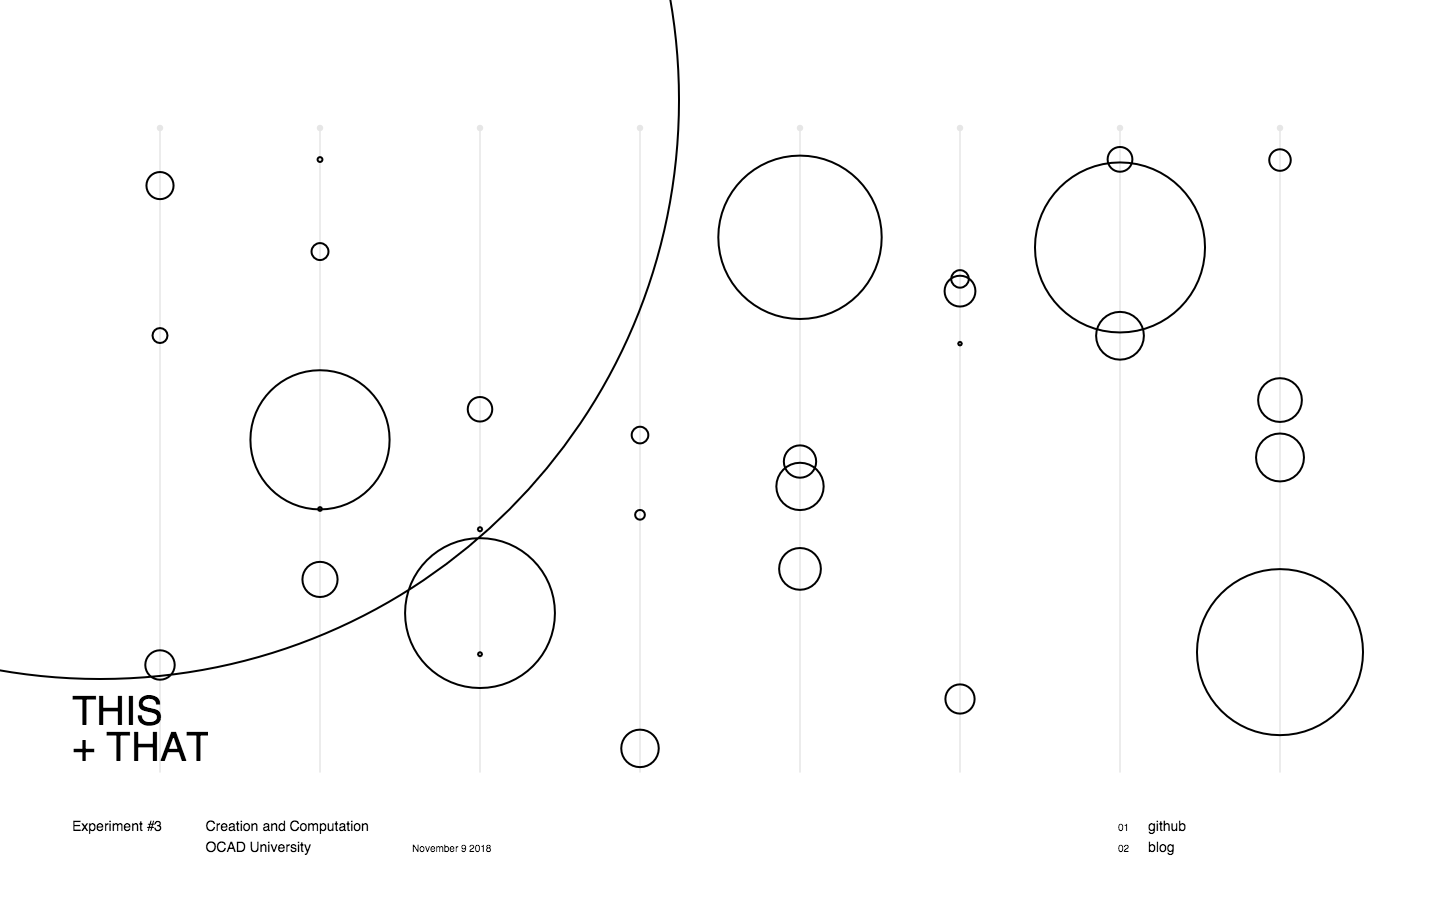 THIS
+ THAT
Experiment #3
Creation and Computation
OCAD University
November 9 2018
01 github
02 blog